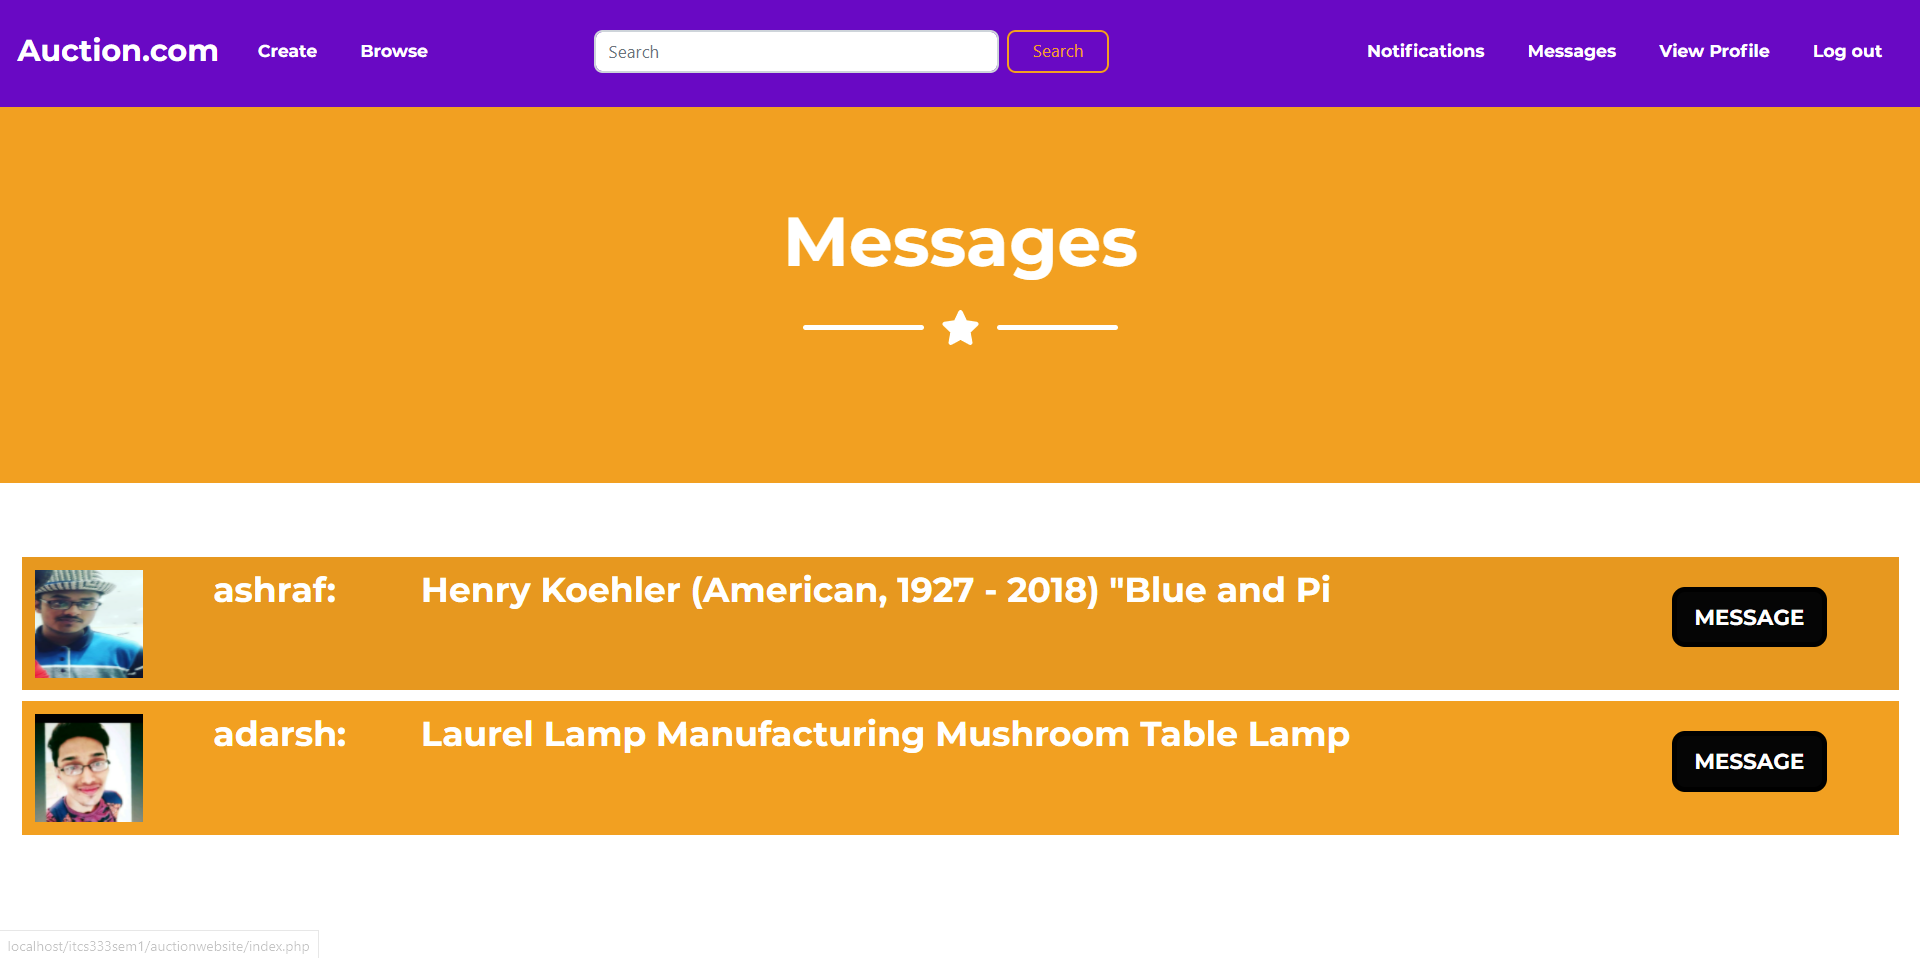 Auction.com Create Browse Search Search Notifications Messages View Profile Log out
Messages
ashraf: Henry Koehler (American, 1927 - 2018) "Blue and Pi
MESSAGE
adarsh: Laurel Lamp Manufacturing Mushroom Table Lamp
MESSAGE
localhost/itcs333sem1/auctionwebsite/index.php